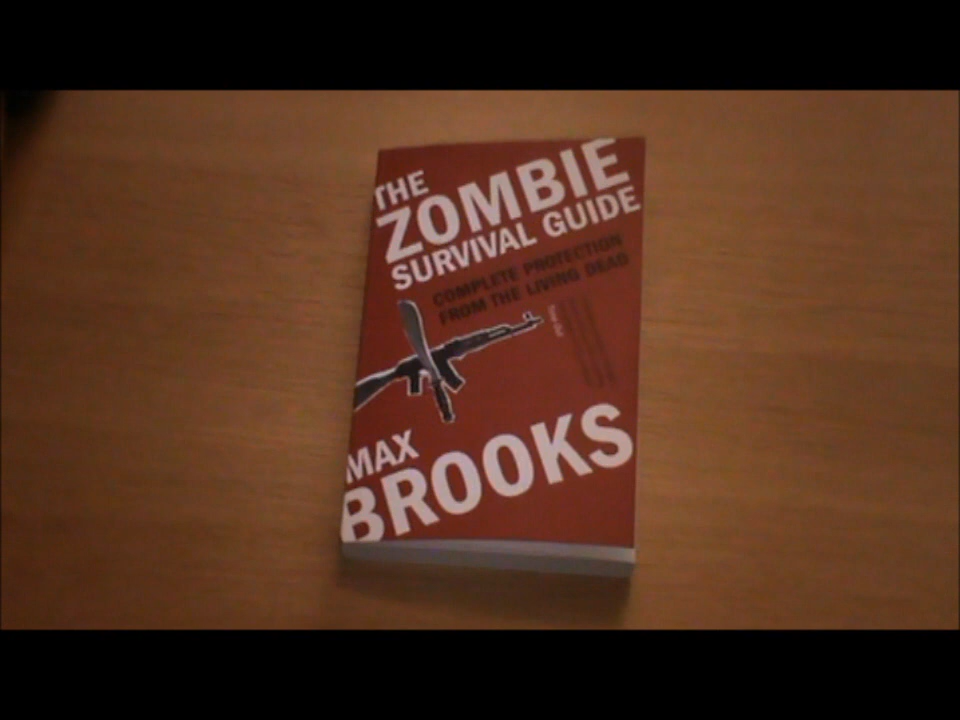 THE
ZOMBIE
SURVIVAL GUIDE
COMPLETE PROTECTION
FROM THE LIVING DEAD
MAX
BROOKS